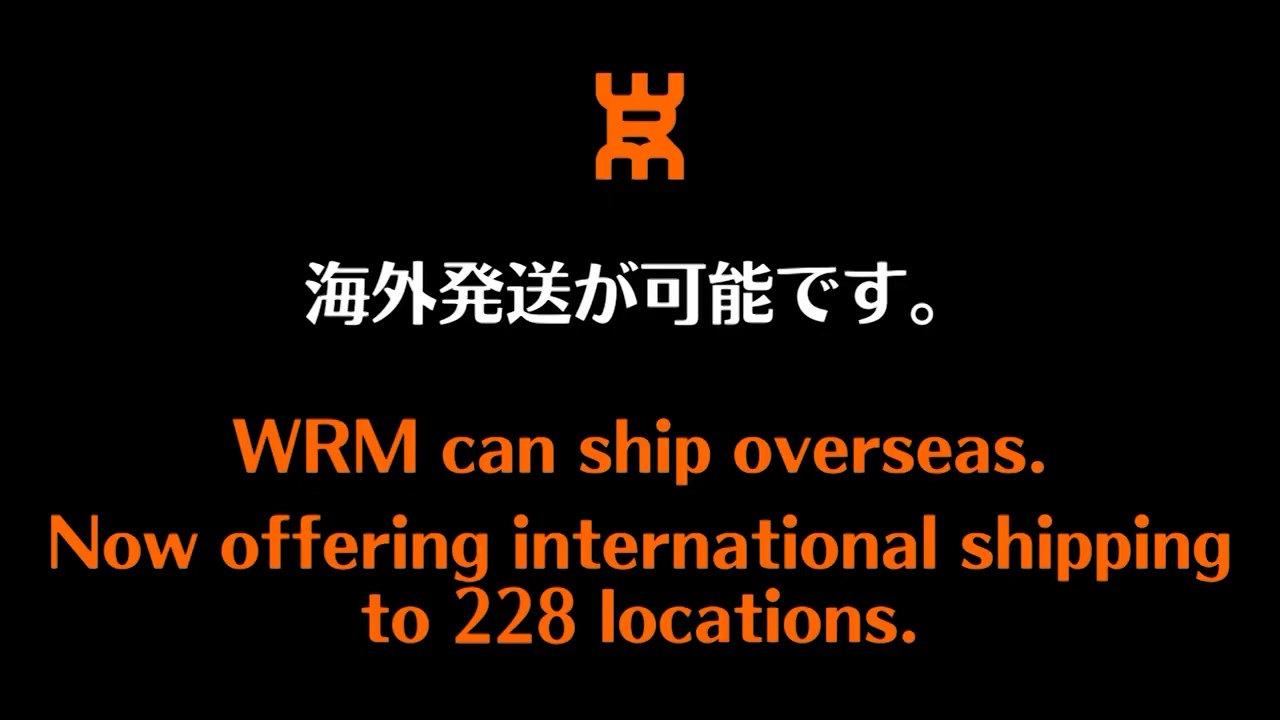 海外発送が可能です。
WRM can ship overseas.
Now offering international shipping
to 228 locations.